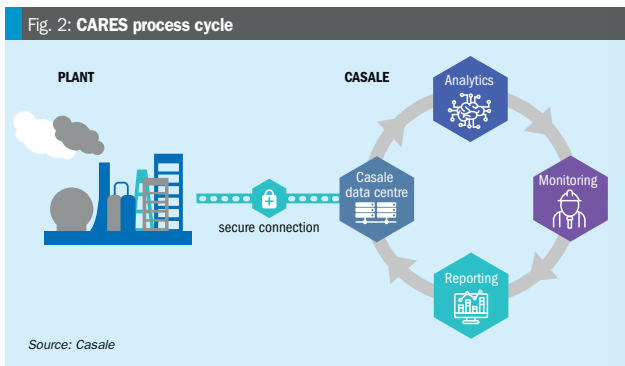 Fig. 2: CARES process cycle
PLANT
CASALE
Analytics
Casale
data centre
Monitoring
secure connection
Reporting
Source: Casale